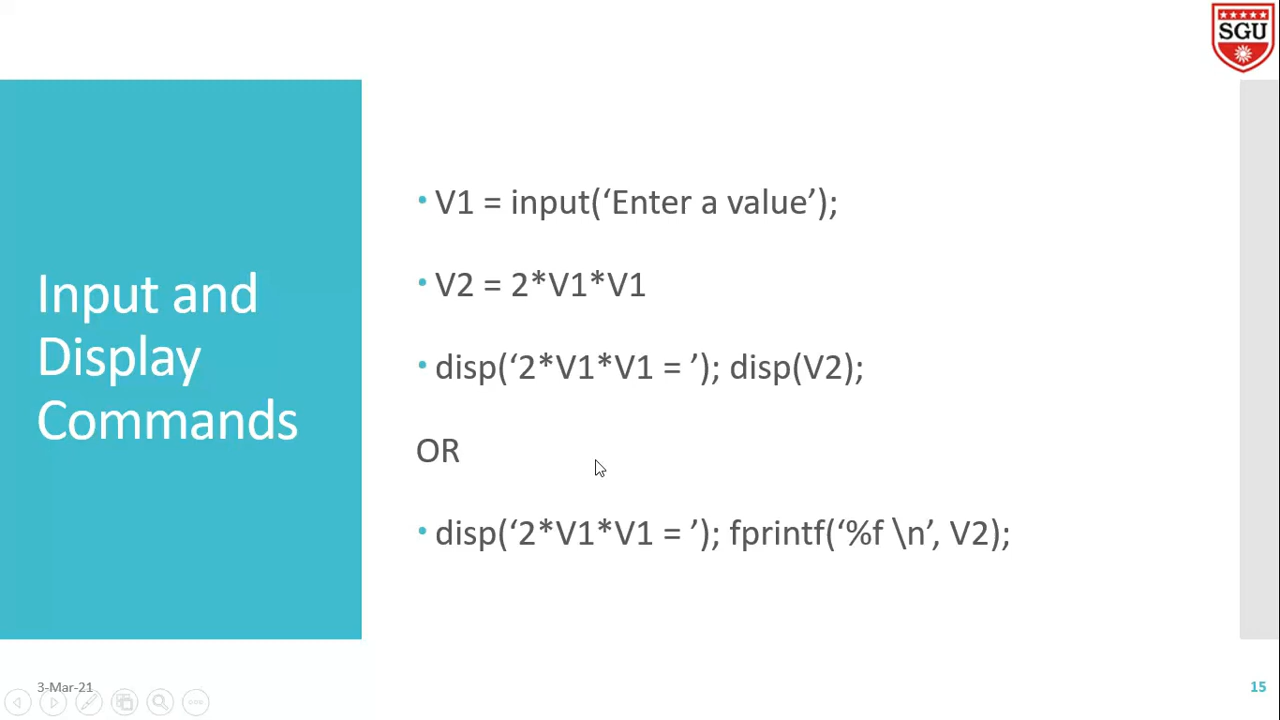 SGU
Input and
Display
Commands
• V1 = input(‘Enter a value’);
• V2 = 2*V1*V1
• disp(‘2*V1*V1 = ’); disp(V2);
OR
• disp(‘2*V1*V1 = ’); fprintf(‘%f \n’, V2);
3-Mar-21
15